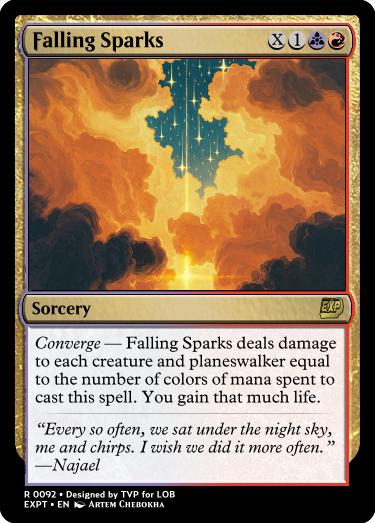 Falling Sparks X 1
Sorcery EXP
Converge — Falling Sparks deals damage
to each creature and planeswalker equal
to the number of colors of mana spent to
cast this spell. You gain that much life.
“Every so often, we sat under the night sky,
me and chirps. I wish we did it more often.”
—Najael
R 0092 • Designed by TVP for LOB
EXPT • EN Artem Chebokha